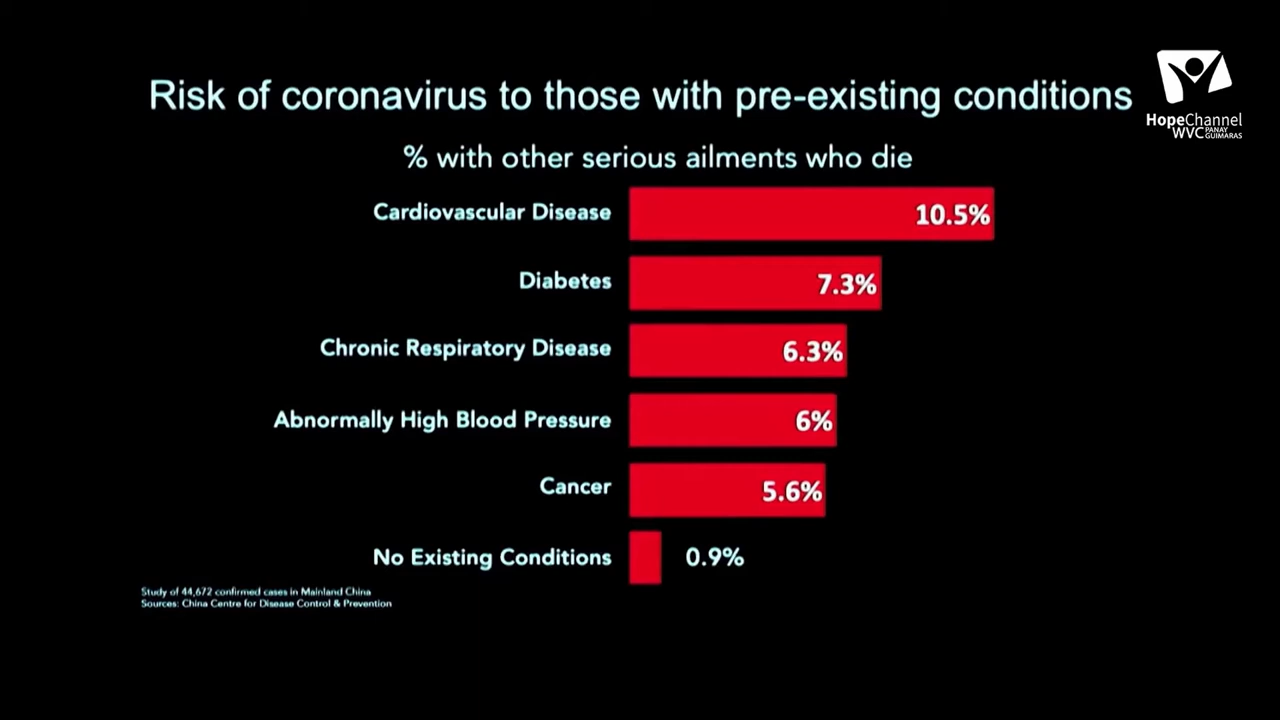 Risk of coronavirus to those with pre-existing conditions
HopeChannel
WVC PANAY
GUIMARAS
% with other serious ailments who die
Cardiovascular Disease 10.5%
Diabetes 7.3%
Chronic Respiratory Disease 6.3%
Abnormally High Blood Pressure 6%
Cancer 5.6%
No Existing Conditions 0.9%
Study of 44,672 confirmed cases in Mainland China
Sources: China Centre for Disease Control & Prevention